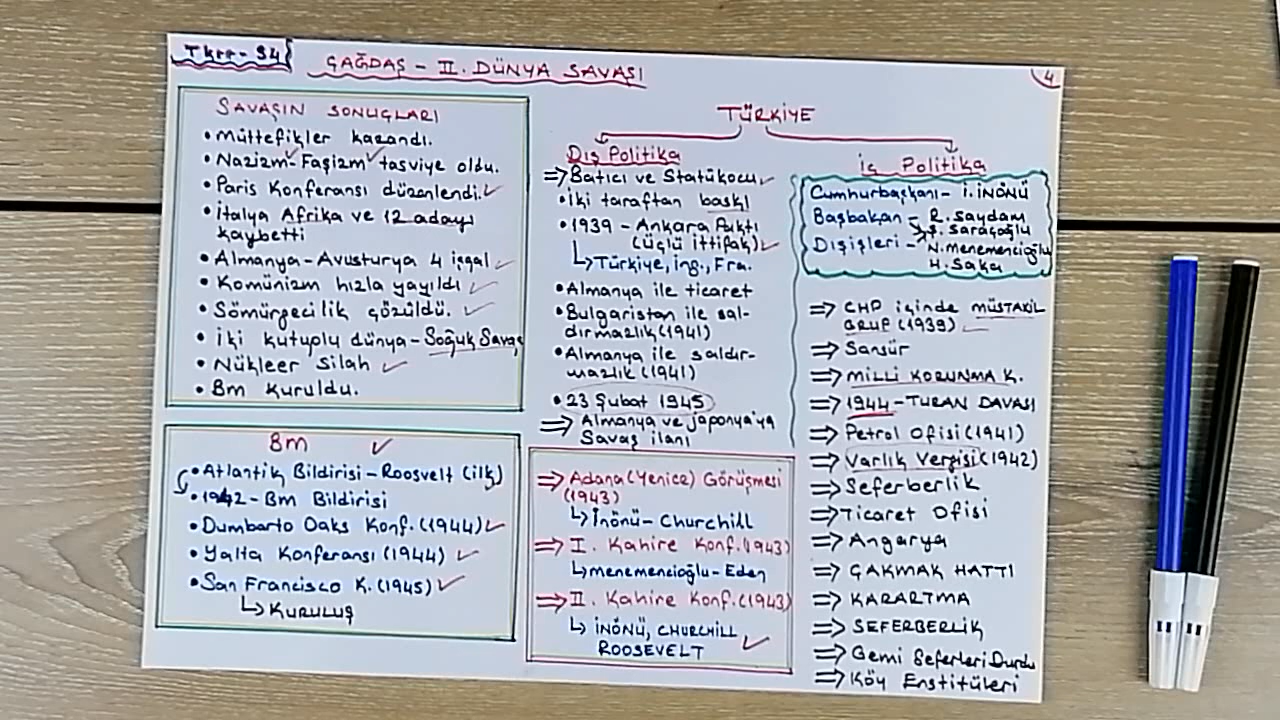 Tkrr-34
ÇAĞDAŞ - II. DÜNYA SAVAŞI
4
SAVAŞIN SONUÇLARI
• Müttefikler kazandı.
• Nazizm - Faşizm tasviye oldu.
• Paris Konferansı düzenlendi.
• İtalya Afrika ve 12 adayı
kaybetti
• Almanya - Avusturya 4 işgal
• Komünizm hızla yayıldı
• Sömürgecilik çözüldü.
• İki kutuplu dünya - Soğuk Savaş
• Nükleer silah
• Bm Kuruldu.
BM
• Atlantik Bildirisi - Roosvelt (ilk)
• 1942 - Bm Bildirisi
• Dumbarto Oaks Konf. (1944)
• Yalta Konferansı (1944)
• San Francisco K. (1945)
↳ KURULUŞ
TÜRKİYE
Dış Politika
⇒ Batıcı ve Statükocu
• İki taraftan baskı
• 1939 - Ankara Paktı
(üçlü ittifak)
↳ Türkiye, ing., Fra.
• Almanya ile ticaret
• Bulgaristan ile sal-
dırmazlık (1941)
• Almanya ile saldır-
mazlık (1941)
• 23 Şubat 1945
⇒ Almanya ve japonya'ya
Savaş ilanı
⇒ Adana (Yenice) Görüşmesi
(1943)
↳ İnönü - Churchill
⇒ I. Kahire Konf. (1943)
↳ Menemencioğlu - Eden
⇒ II. Kahire Konf. (1943)
↳ İNÖNÜ, CHURCHILL
ROOSEVELT
İç Politika
Cumhurbaşkanı - İ. İNÖNÜ
Başbakan - R. Saydam
Ş. Saraçoğlu
Dışişleri - N. Menemencioğlu
H. Saka
⇒ CHP içinde MÜSTAKİL
GRUP (1939)
⇒ Sansür
⇒ MİLLİ KORUNMA K.
⇒ 1944 - TURAN DAVASI
⇒ Petrol Ofisi (1941)
⇒ Varlık Vergisi (1942)
⇒ Seferberlik
⇒ Ticaret Ofisi
⇒ Angarya
⇒ ÇAKMAK HATTI
⇒ KARARTMA
⇒ SEFERBERLİK
⇒ Gemi Seferleri Durdu
⇒ Köy Enstitüleri